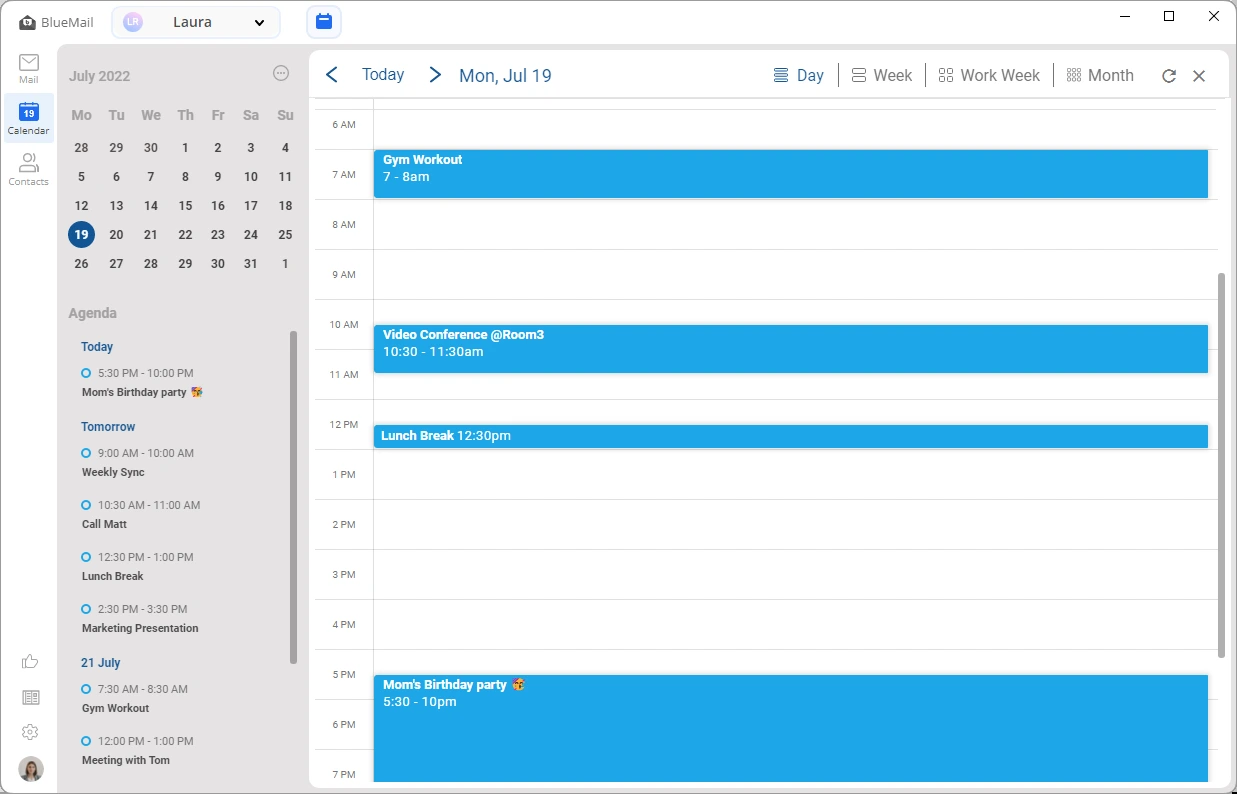 BlueMail
LR
Laura
Mail
19
Calendar
Contacts
July 2022
Mo Tu We Th Fr Sa Su
28 29 30 1 2 3 4
5 6 7 8 9 10 11
12 13 14 15 16 17 18
19 20 21 22 23 24 25
26 27 28 29 30 31 1
Agenda
Today
5:30 PM - 10:00 PM
Mom's Birthday party
Tomorrow
9:00 AM - 10:00 AM
Weekly Sync
10:30 AM - 11:00 AM
Call Matt
12:30 PM - 1:00 PM
Lunch Break
2:30 PM - 3:30 PM
Marketing Presentation
21 July
7:30 AM - 8:30 AM
Gym Workout
12:00 PM - 1:00 PM
Meeting with Tom
Today Mon, Jul 19
Day Week Work Week Month
6 AM
Gym Workout
7 - 8am
7 AM
8 AM
9 AM
10 AM
Video Conference @Room3
10:30 - 11:30am
11 AM
12 PM
Lunch Break 12:30pm
1 PM
2 PM
3 PM
4 PM
5 PM
Mom's Birthday party
5:30 - 10pm
6 PM
7 PM